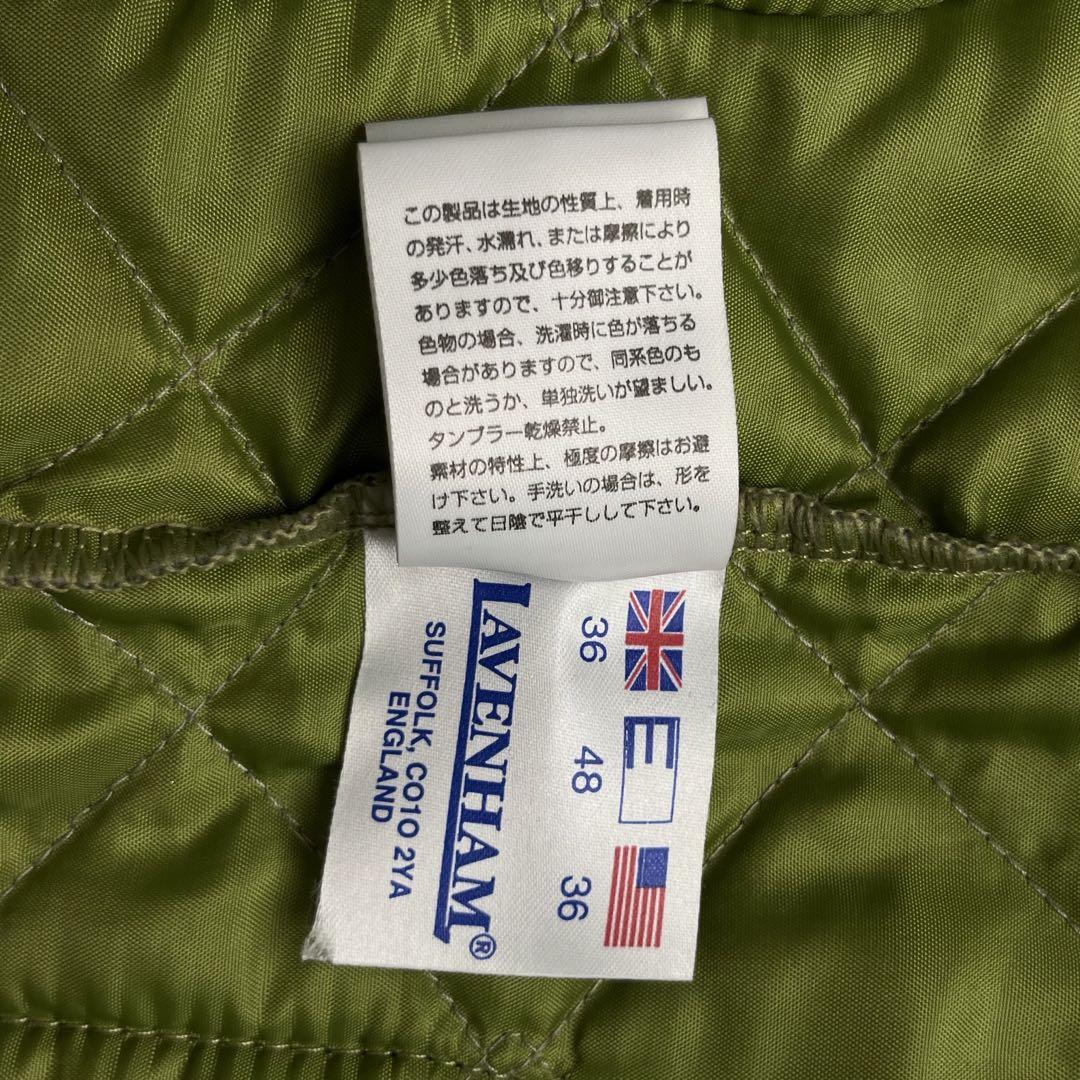 この製品は生地の性質上、着用時
の発汗、水濡れ、または摩擦により
多少色落ち及び色移りすることが
ありますので、十分御注意下さい。
色物の場合、洗濯時に色が落ちる
場合がありますので、同系色のも
のと洗うか、単独洗いが望ましい。
タンブラー乾燥禁止。
素材の特性上、極度の摩擦はお避
け下さい。手洗いの場合は、形を
整えて日陰で平干しして下さい。
36
E 48
36
LAVENHAM®
SUFFOLK, CO10 2YA
ENGLAND